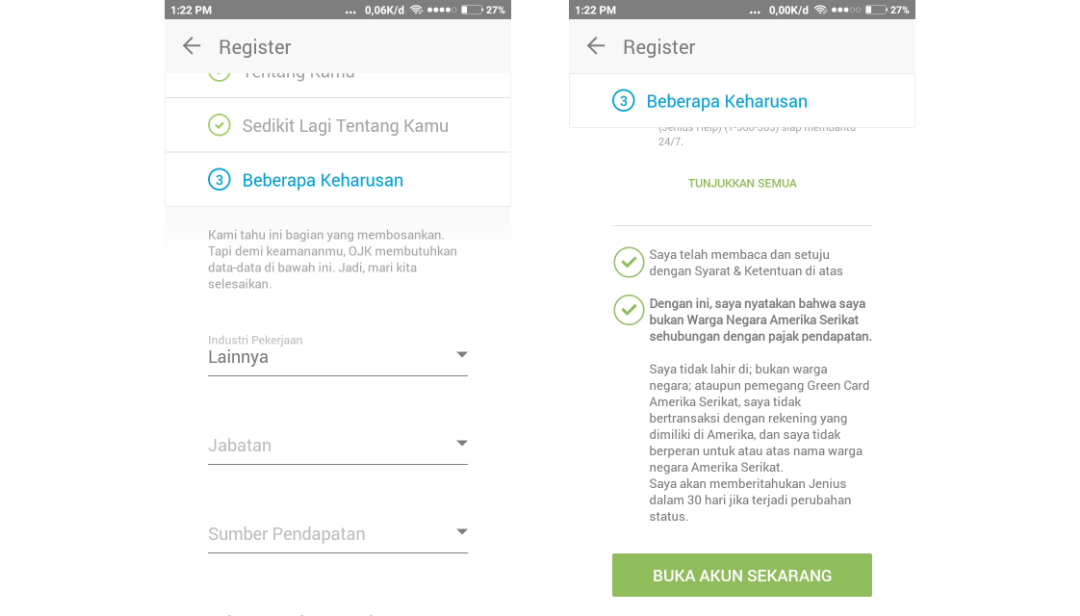 1:22 PM
... 0,06K/d
27%
Register
Tentang Kamu
Sedikit Lagi Tentang Kamu
3 Beberapa Keharusan
Kami tahu ini bagian yang membosankan.
Tapi demi keamananmu, OJK membutuhkan
data-data di bawah ini. Jadi, mari kita
selesaikan.
Industri Pekerjaan
Lainnya
Jabatan
Sumber Pendapatan
1:22 PM
... 0,00K/d
27%
Register
3 Beberapa Keharusan
(Jenius Help) (1-500-365) siap membantu
24/7.
TUNJUKKAN SEMUA
Saya telah membaca dan setuju
dengan Syarat & Ketentuan di atas
Dengan ini, saya nyatakan bahwa saya
bukan Warga Negara Amerika Serikat
sehubungan dengan pajak pendapatan.
Saya tidak lahir di; bukan warga
negara; ataupun pemegang Green Card
Amerika Serikat, saya tidak
bertransaksi dengan rekening yang
dimiliki di Amerika, dan saya tidak
berperan untuk atau atas nama warga
negara Amerika Serikat.
Saya akan memberitahukan Jenius
dalam 30 hari jika terjadi perubahan
status.
BUKA AKUN SEKARANG